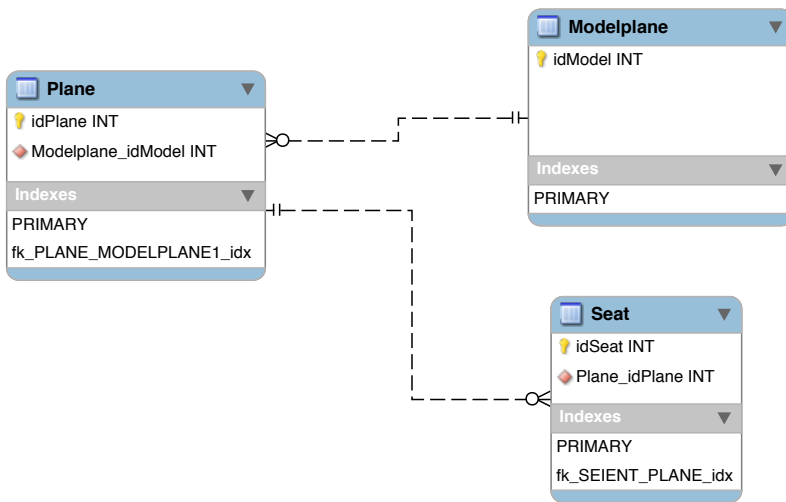 Plane
idPlane INT
Modelplane_idModel INT
Indexes
PRIMARY
fk_PLANE_MODELPLANE1_idx
Modelplane
idModel INT
Indexes
PRIMARY
Seat
idSeat INT
Plane_idPlane INT
Indexes
PRIMARY
fk_SEIENT_PLANE_idx